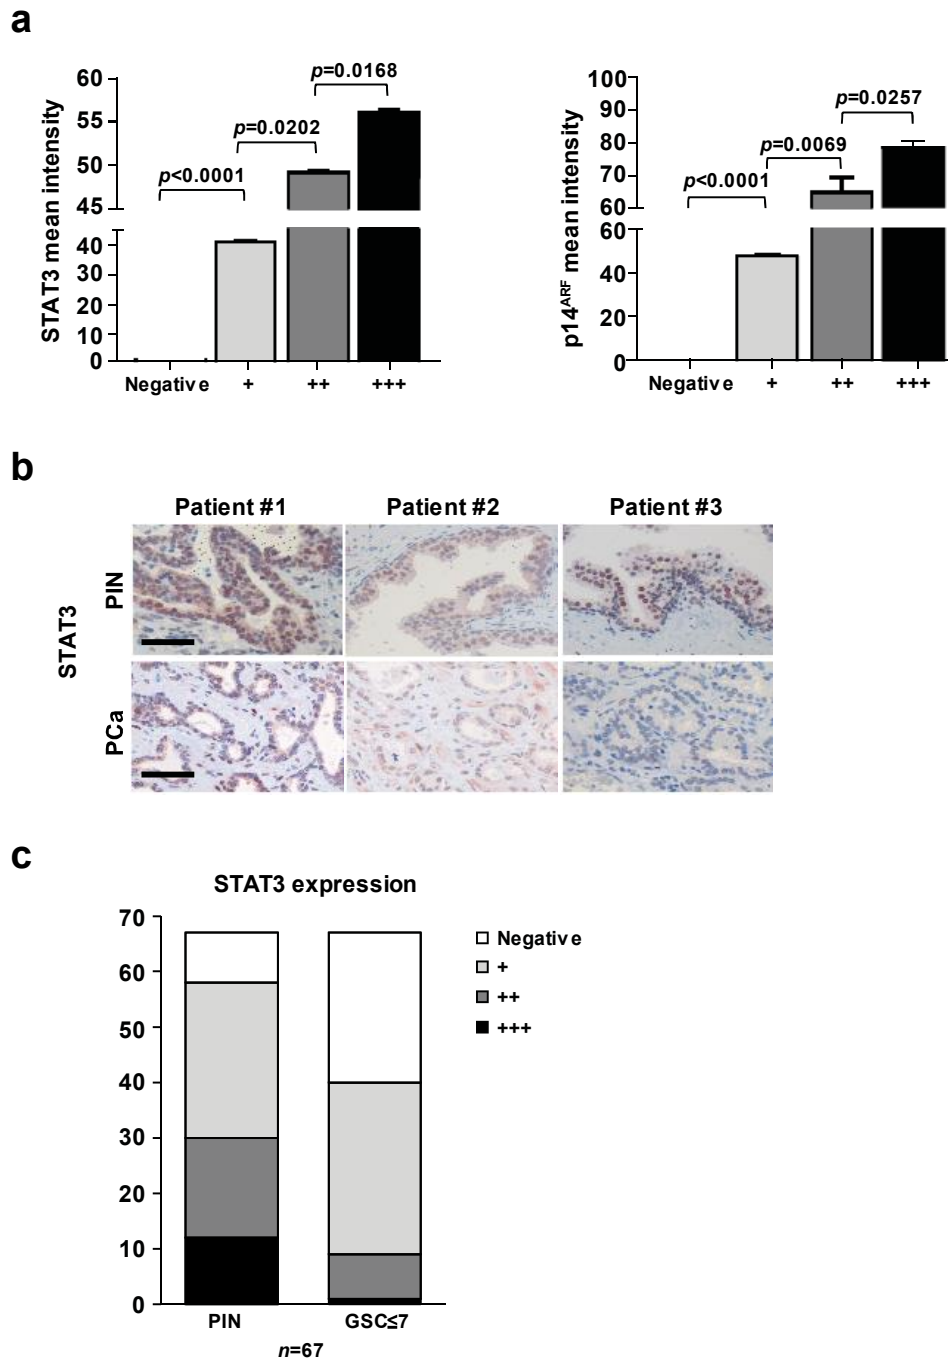 a
p=0.0168
p=0.0202
p<0.0001
STAT3 mean intensity
60
55
50
45
40
30
20
10
0
Negative + ++ +++
p=0.0257
p=0.0069
p<0.0001
p14ARF mean intensity
100
90
80
70
60
60
40
20
0
Negative + ++ +++
b
Patient #1 Patient #2 Patient #3
STAT3
PIN
PCa
c
STAT3 expression
70
60
50
40
30
20
10
0
Negative
+
++
+++
PIN GSC≤7
n=67